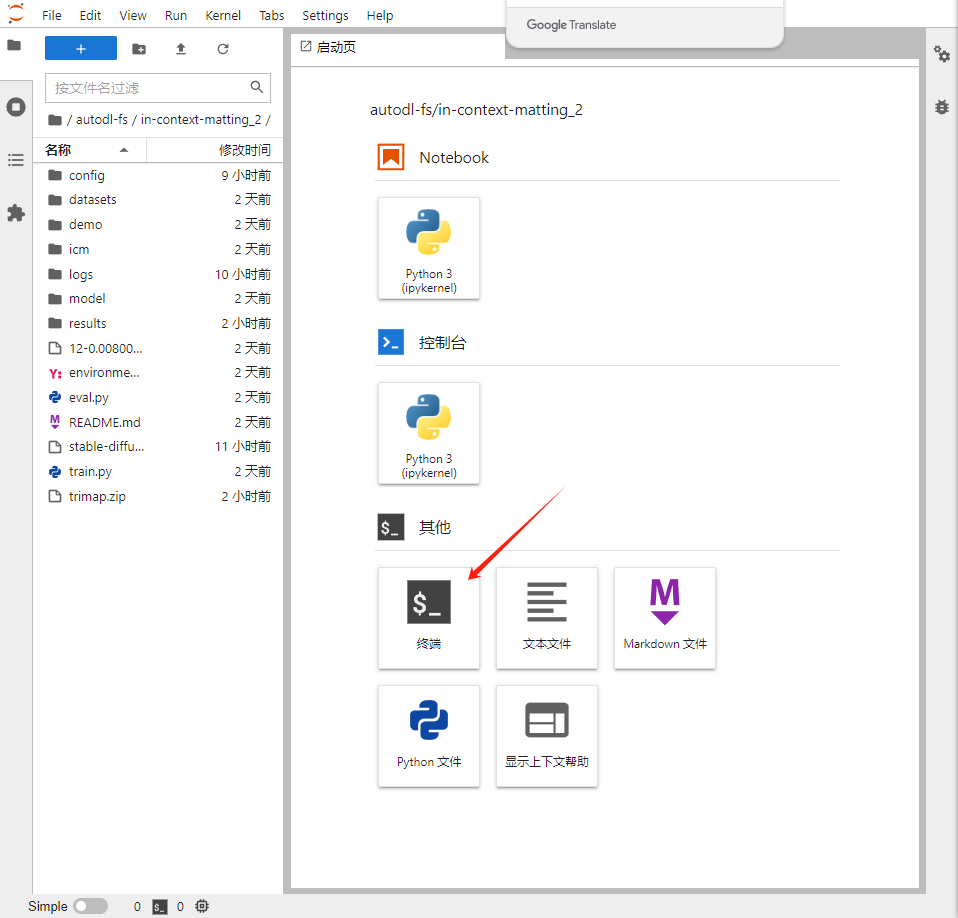 File Edit View Run Kernel Tabs Settings Help
Google Translate
启动页
按文件名过滤
/ autodl-fs / in-context-matting_2 /
名称 修改时间
config 9 小时前
datasets 2 天前
demo 2 天前
icm 2 天前
logs 10 小时前
model 2 天前
results 2 小时前
12-0.00800... 2 天前
environme... 2 天前
eval.py 2 天前
README.md 2 天前
stable-diffu... 11 小时前
train.py 2 天前
trimap.zip 2 小时前
autodl-fs/in-context-matting_2
Notebook
Python 3
(ipykernel)
控制台
Python 3
(ipykernel)
$_ 其他
$_
终端
文本文件
M
Markdown 文件
Python 文件
显示上下文帮助
Simple 0 $_ 0